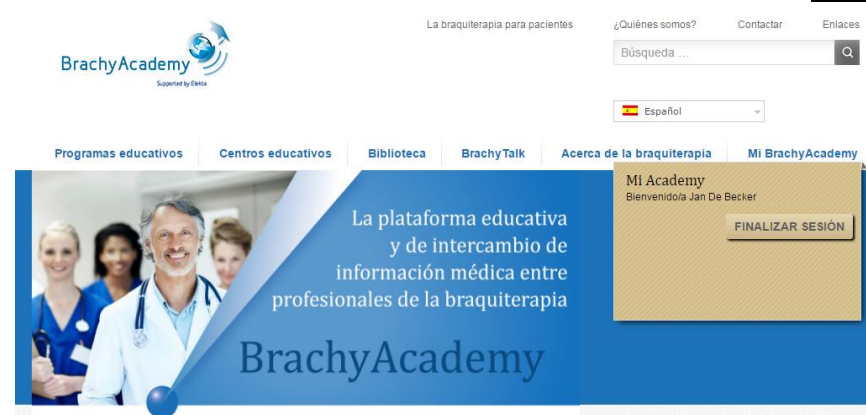 La braquiterapia para pacientes
¿Quiénes somos?
Contactar
Enlaces
BrachyAcademy
Supported by Elekta
Búsqueda ...
Español
Programas educativos
Centros educativos
Biblioteca
BrachyTalk
Acerca de la braquiterapia
Mi BrachyAcademy
Mi Academy
Bienvenido/a Jan De Becker
FINALIZAR SESIÓN
La plataforma educativa
y de intercambio de
información médica entre
profesionales de la braquiterapia
BrachyAcademy